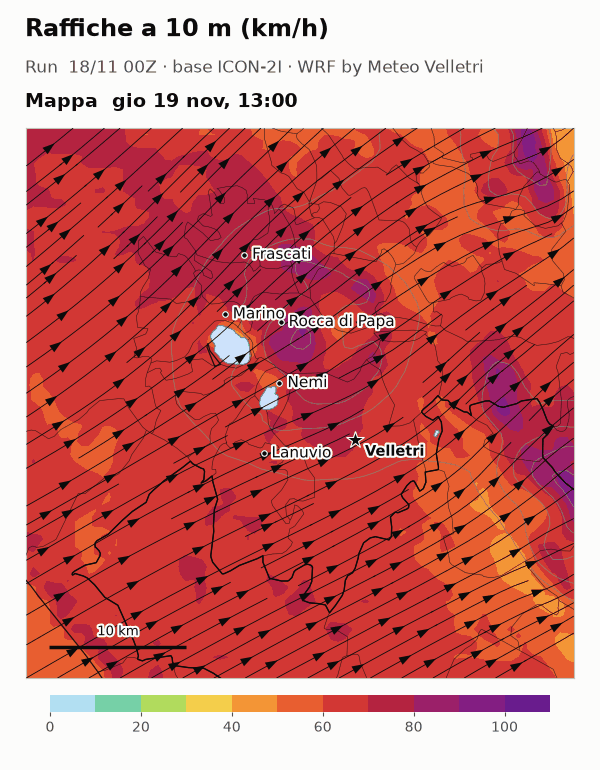 Raffiche a 10 m (km/h)
Run  18/11 00Z · base ICON-2I · WRF by Meteo Velletri
Mappa  gio 19 nov, 13:00
Frascati
Marino
Rocca di Papa
Nemi
Velletri
Lanuvio
10 km
0 20 40 60 80 100